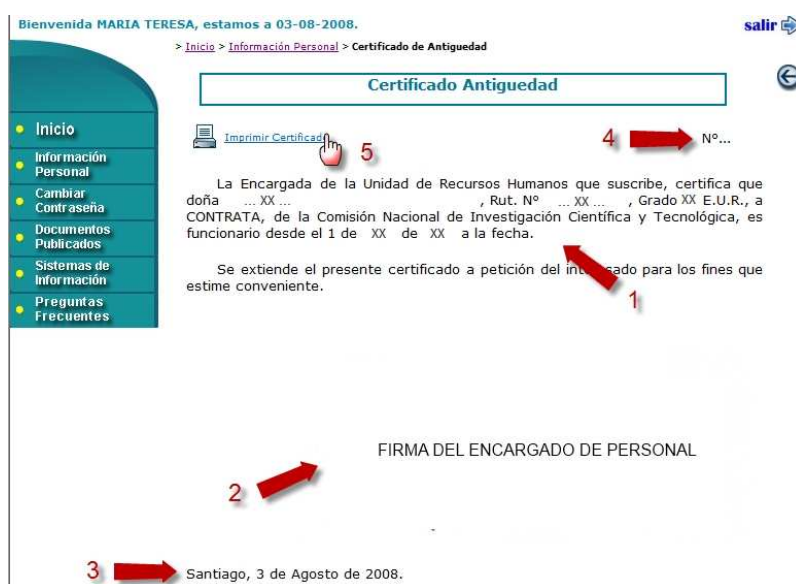 Bienvenida MARIA TERESA, estamos a 03-08-2008.
salir
> Inicio > Información Personal > Certificado de Antiguedad
Certificado Antiguedad
Inicio
Información
Personal
Cambiar
Contraseña
Documentos
Publicados
Sistemas de
Información
Preguntas
Frecuentes
Imprimir Certificado
5
4
Nº...
La Encargada de la Unidad de Recursos Humanos que suscribe, certifica que
doña ... XX ... , Rut. Nº ... XX ... , Grado XX E.U.R., a
CONTRATA, de la Comisión Nacional de Investigación Científica y Tecnológica, es
funcionario desde el 1 de XX de XX a la fecha.
Se extiende el presente certificado a petición del interesado para los fines que
estime conveniente.
1
FIRMA DEL ENCARGADO DE PERSONAL
2
-
3
Santiago, 3 de Agosto de 2008.